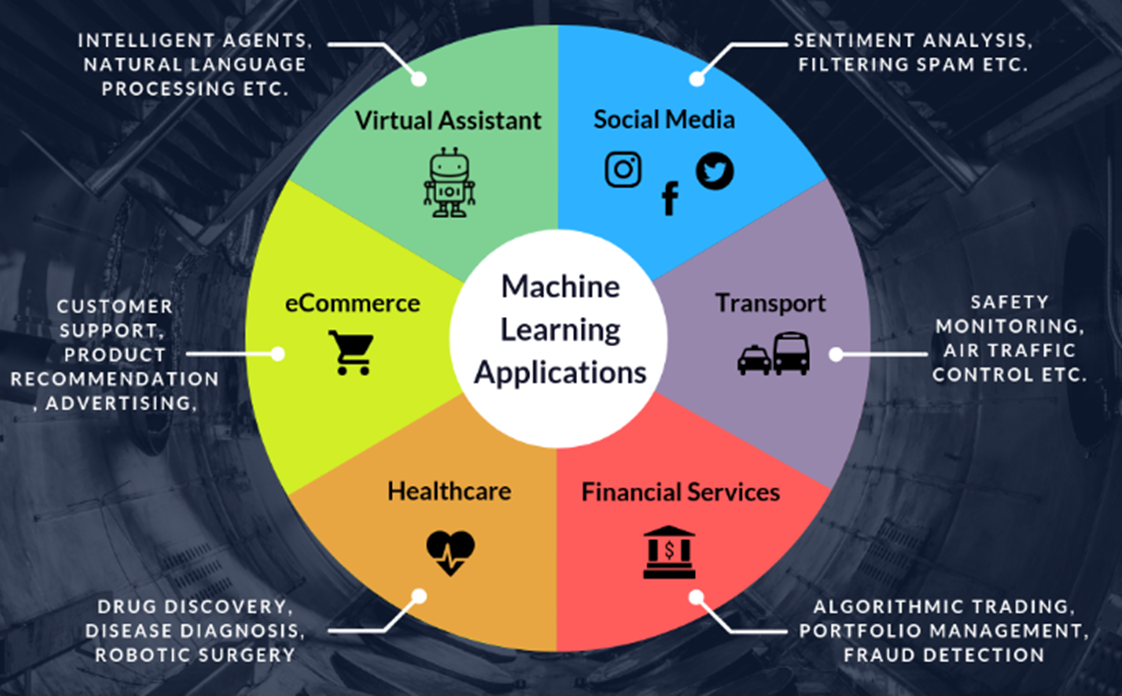 INTELLIGENT AGENTS,
NATURAL LANGUAGE
PROCESSING ETC.
SENTIMENT ANALYSIS,
FILTERING SPAM ETC.
Virtual Assistant
Social Media
f
eCommerce
Machine
Learning
Applications
Transport
CUSTOMER
SUPPORT,
PRODUCT
RECOMMENDATION
, ADVERTISING,
SAFETY
MONITORING,
AIR TRAFFIC
CONTROL ETC.
Healthcare
Financial Services
$
DRUG DISCOVERY,
DISEASE DIAGNOSIS,
ROBOTIC SURGERY
ALGORITHMIC TRADING,
PORTFOLIO MANAGEMENT,
FRAUD DETECTION